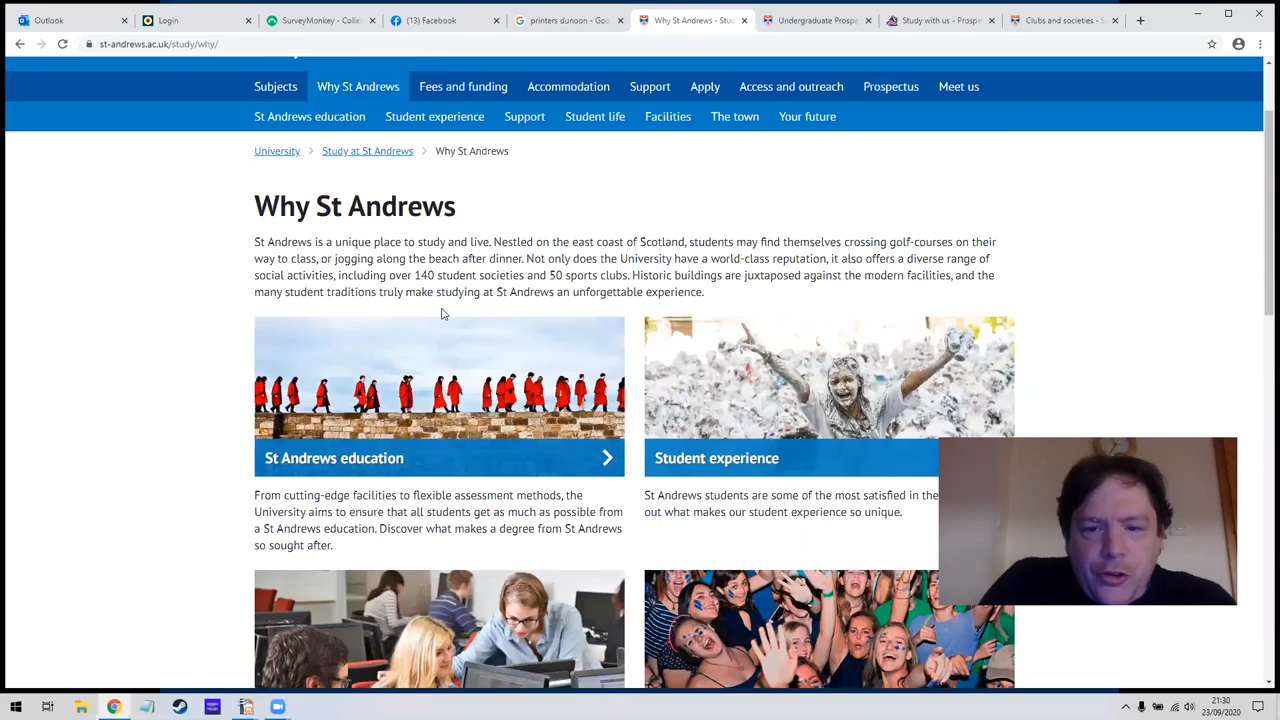 Outlook
Login
SurveyMonkey - Colle
(13) Facebook
printers dunoon - Goo
Why St Andrews - Stud
Undergraduate Prospe
Study with us - Prospe
Clubs and societies - S
st-andrews.ac.uk/study/why/
Subjects Why St Andrews Fees and funding Accommodation Support Apply Access and outreach Prospectus Meet us
St Andrews education Student experience Support Student life Facilities The town Your future
University Study at St Andrews Why St Andrews
Why St Andrews
St Andrews is a unique place to study and live. Nestled on the east coast of Scotland, students may find themselves crossing golf-courses on their
way to class, or jogging along the beach after dinner. Not only does the University have a world-class reputation, it also offers a diverse range of
social activities, including over 140 student societies and 50 sports clubs. Historic buildings are juxtaposed against the modern facilities, and the
many student traditions truly make studying at St Andrews an unforgettable experience.
St Andrews education
Student experience
From cutting-edge facilities to flexible assessment methods, the
University aims to ensure that all students get as much as possible from
a St Andrews education. Discover what makes a degree from St Andrews
so sought after.
St Andrews students are some of the most satisfied in the
out what makes our student experience so unique.
21:30
23/09/2020